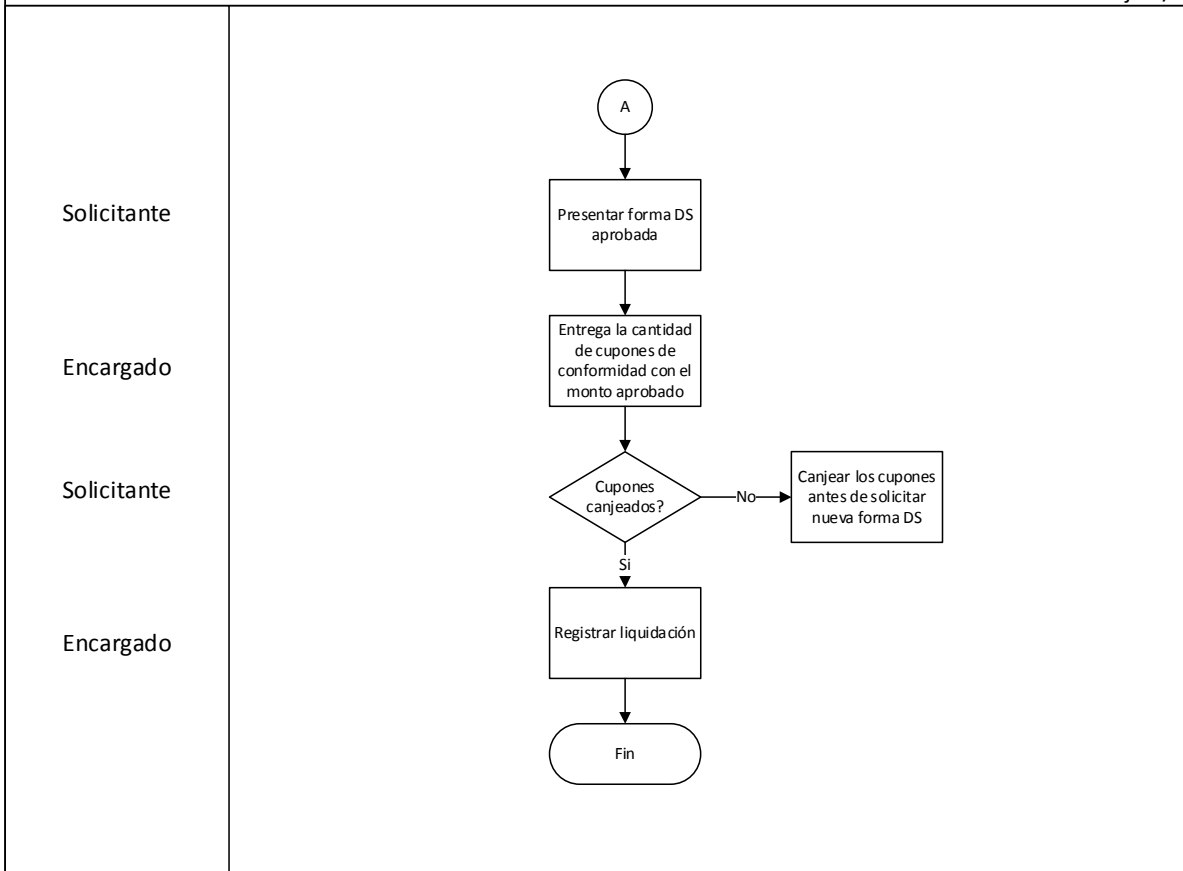 A
Solicitante
Presentar forma DS
aprobada
Encargado
Entrega la cantidad
de cupones de
conformidad con el
monto aprobado
Solicitante
Cupones
canjeados?
No
Canjear los cupones
antes de solicitar
nueva forma DS
Si
Encargado
Registrar liquidación
Fin